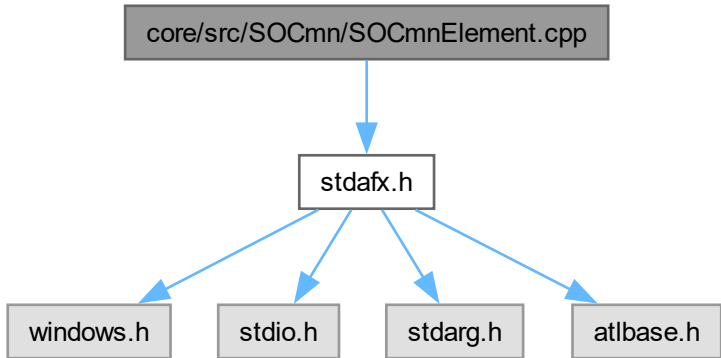 core/src/SOCmn/SOCmnElement.cpp
stdafx.h
windows.h
stdio.h
stdarg.h
atlbase.h